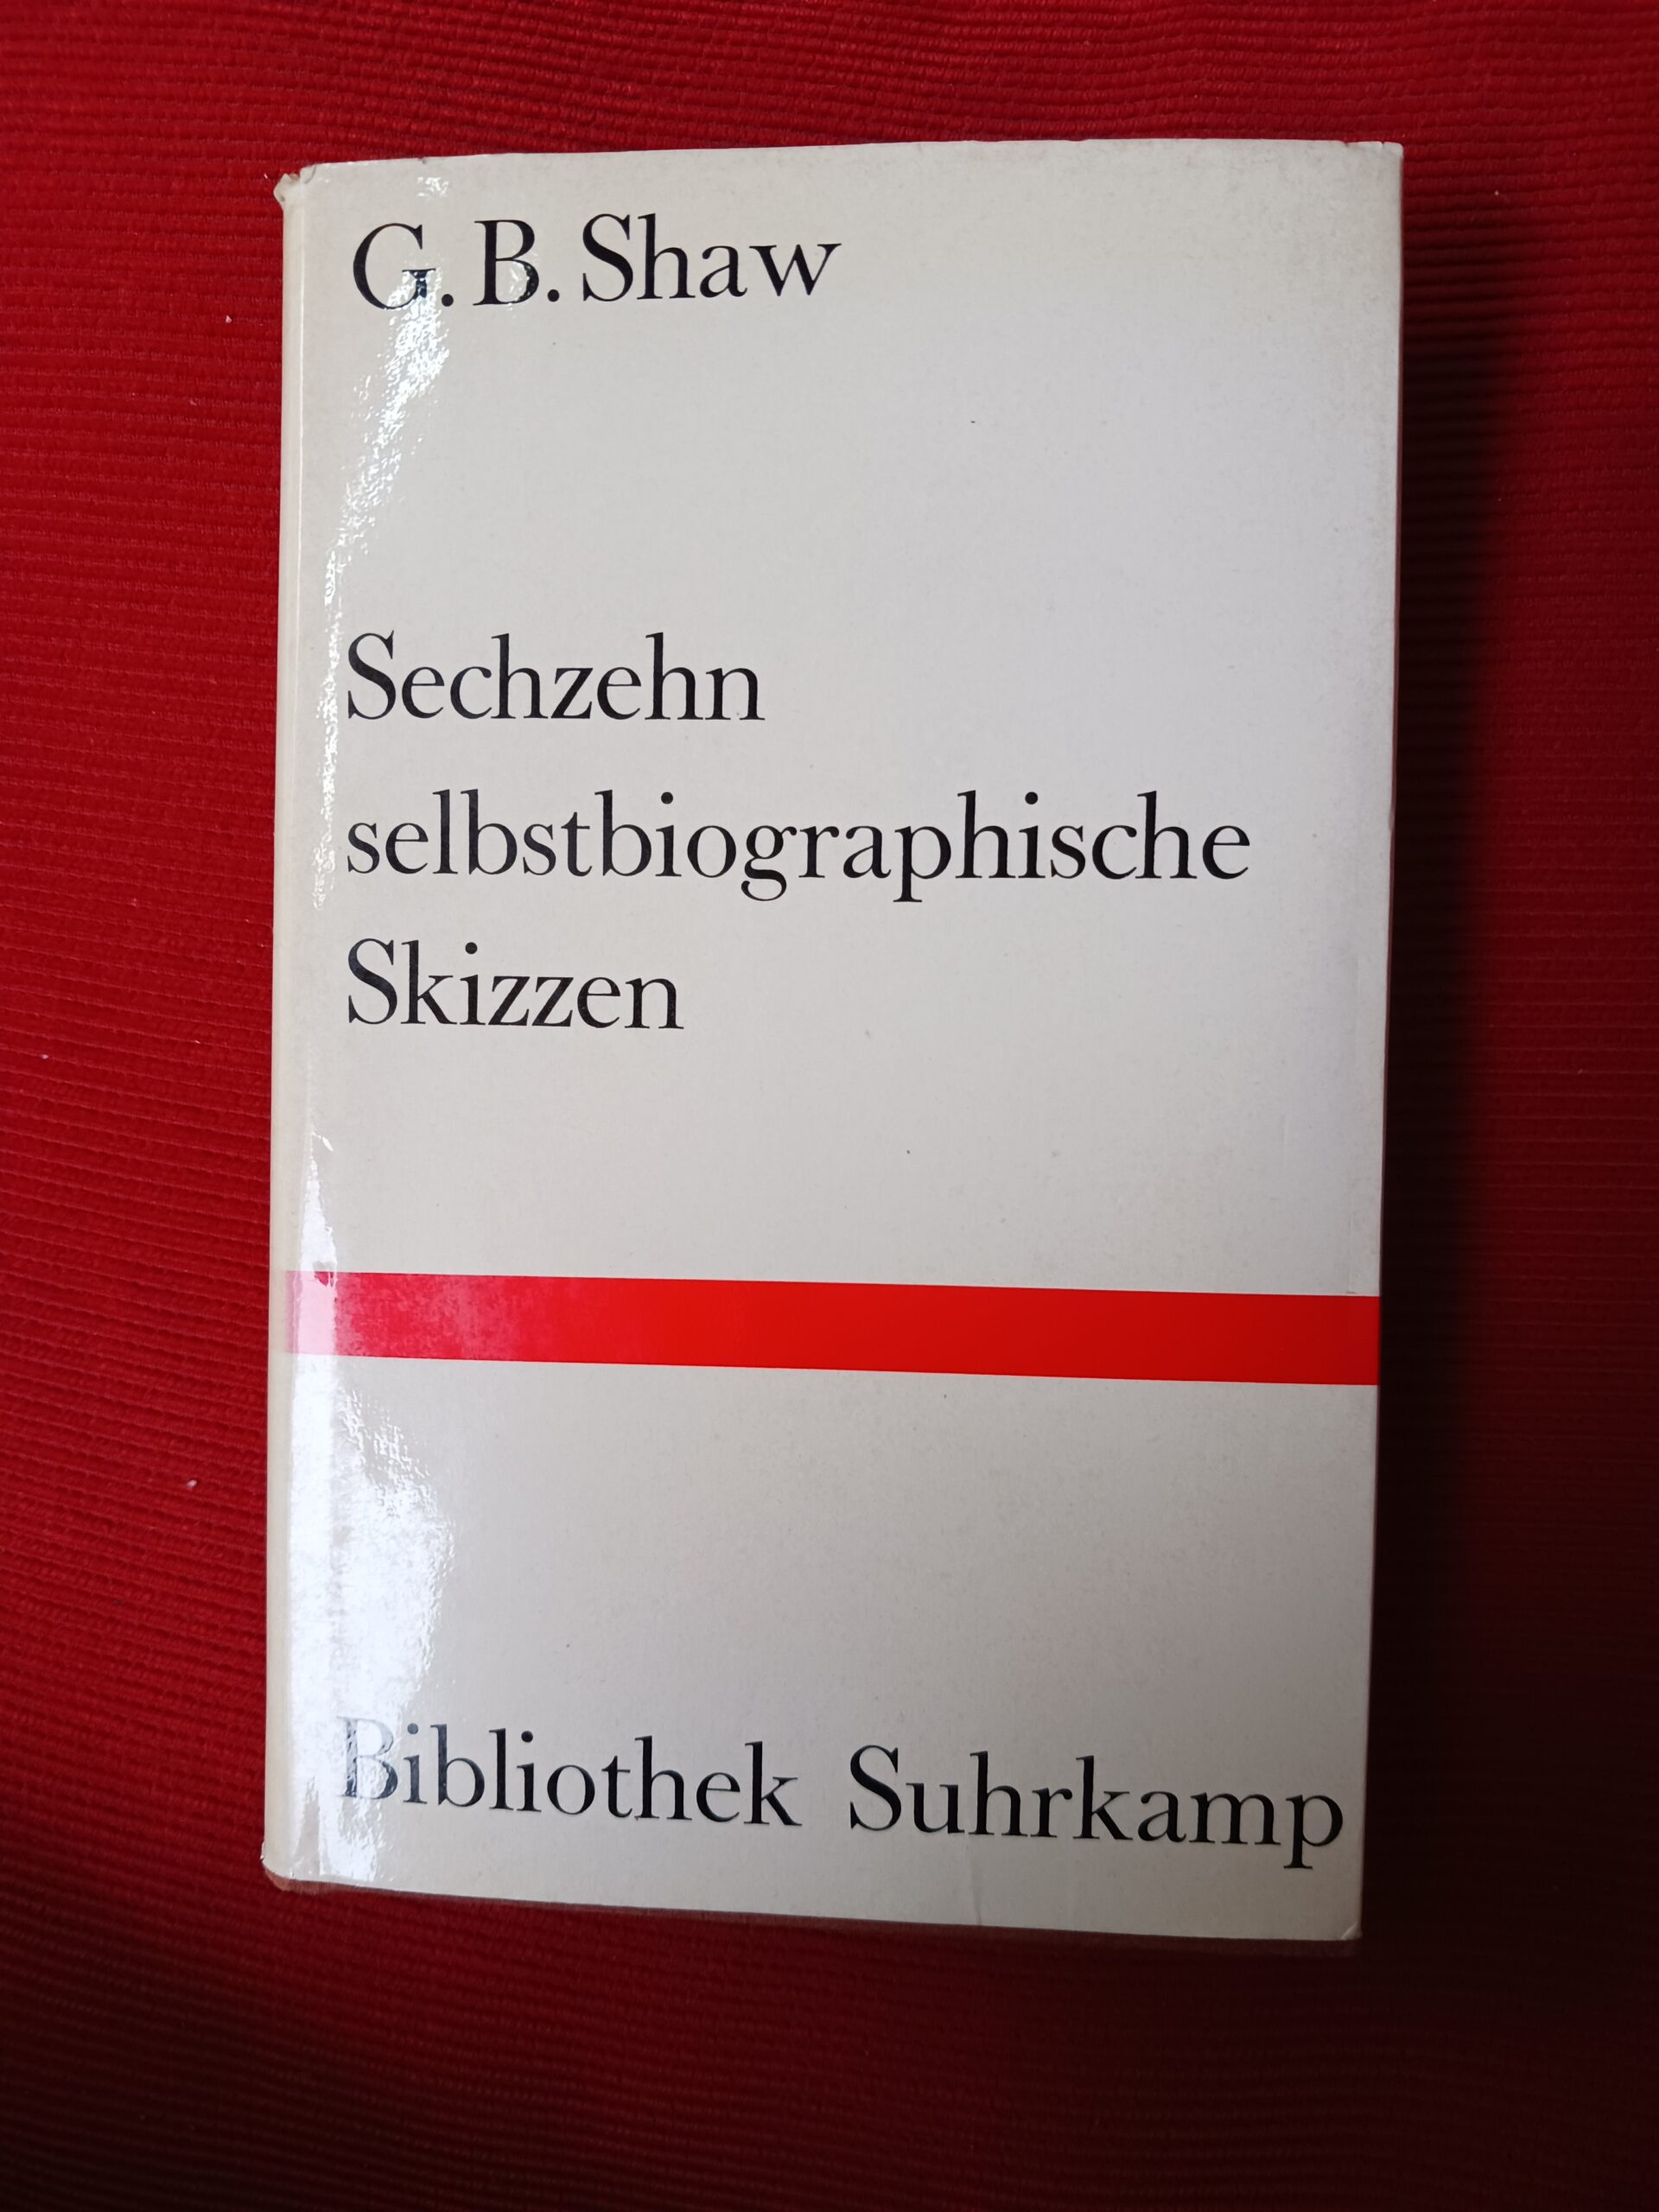 G. B. Shaw
Sechzehn
selbstbiographische
Skizzen
Bibliothek Suhrkamp